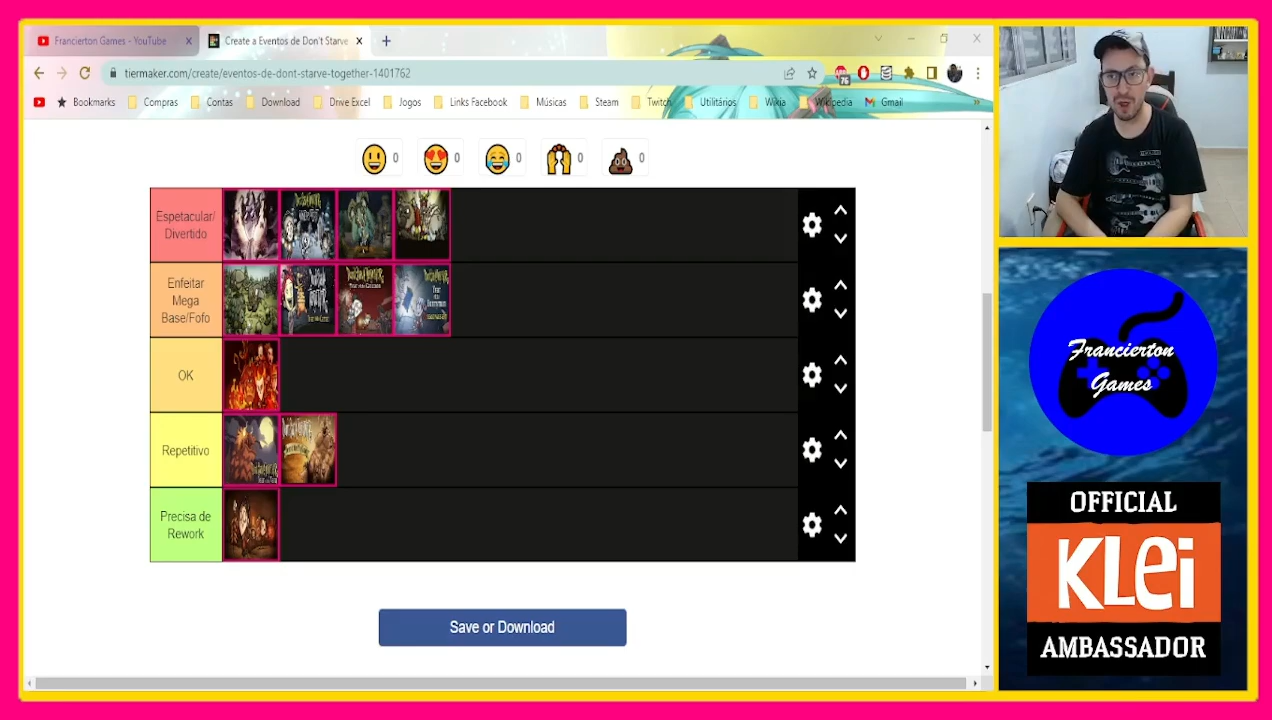 Francierton Games - YouTube
Create a Eventos de Don't Starve
tiermaker.com/create/eventos-de-dont-starve-together-1401762
76
Bookmarks
Compras
Contas
Download
Drive Excel
Jogos
Links Facebook
Músicas
Steam
Twitch
Utilitários
Wikia
Wikipedia
Gmail
0
0
0
0
0
Espetacular/
Divertido
Enfeitar
Mega
Base/Fofo
OK
Repetitivo
Precisa de
Rework
Save or Download
Francierton
Games
OFFICIAL
KLei
AMBASSADOR